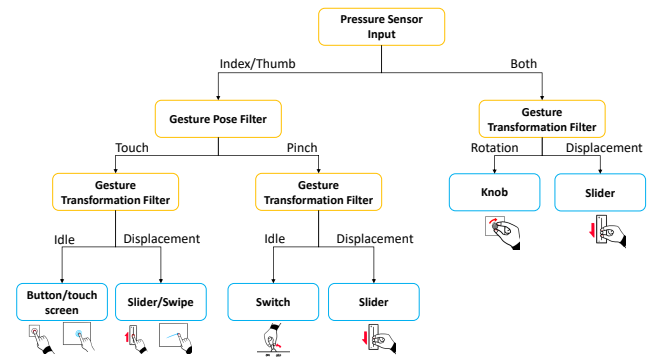 Pressure Sensor
Input
Index/Thumb
Both
Gesture Pose Filter
Gesture
Transformation Filter
Touch
Pinch
Rotation
Displacement
Gesture
Transformation Filter
Gesture
Transformation Filter
Knob
Slider
Idle
Displacement
Idle
Displacement
Button/touch
screen
Slider/Swipe
Switch
Slider